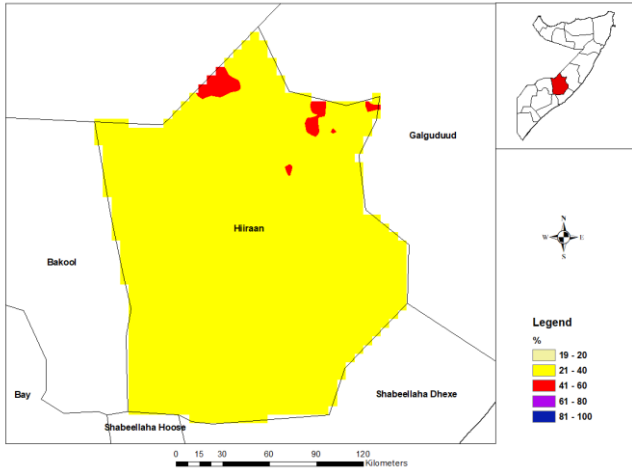 Galguduud
Hiiraan
Bakool
Bay
Shabeellaha Dhexe
Shabeellaha Hoose
0 15 30 60 90 120
Kilometers
N
W E
S
Legend
%
19 - 20
21 - 40
41 - 60
61 - 80
81 - 100